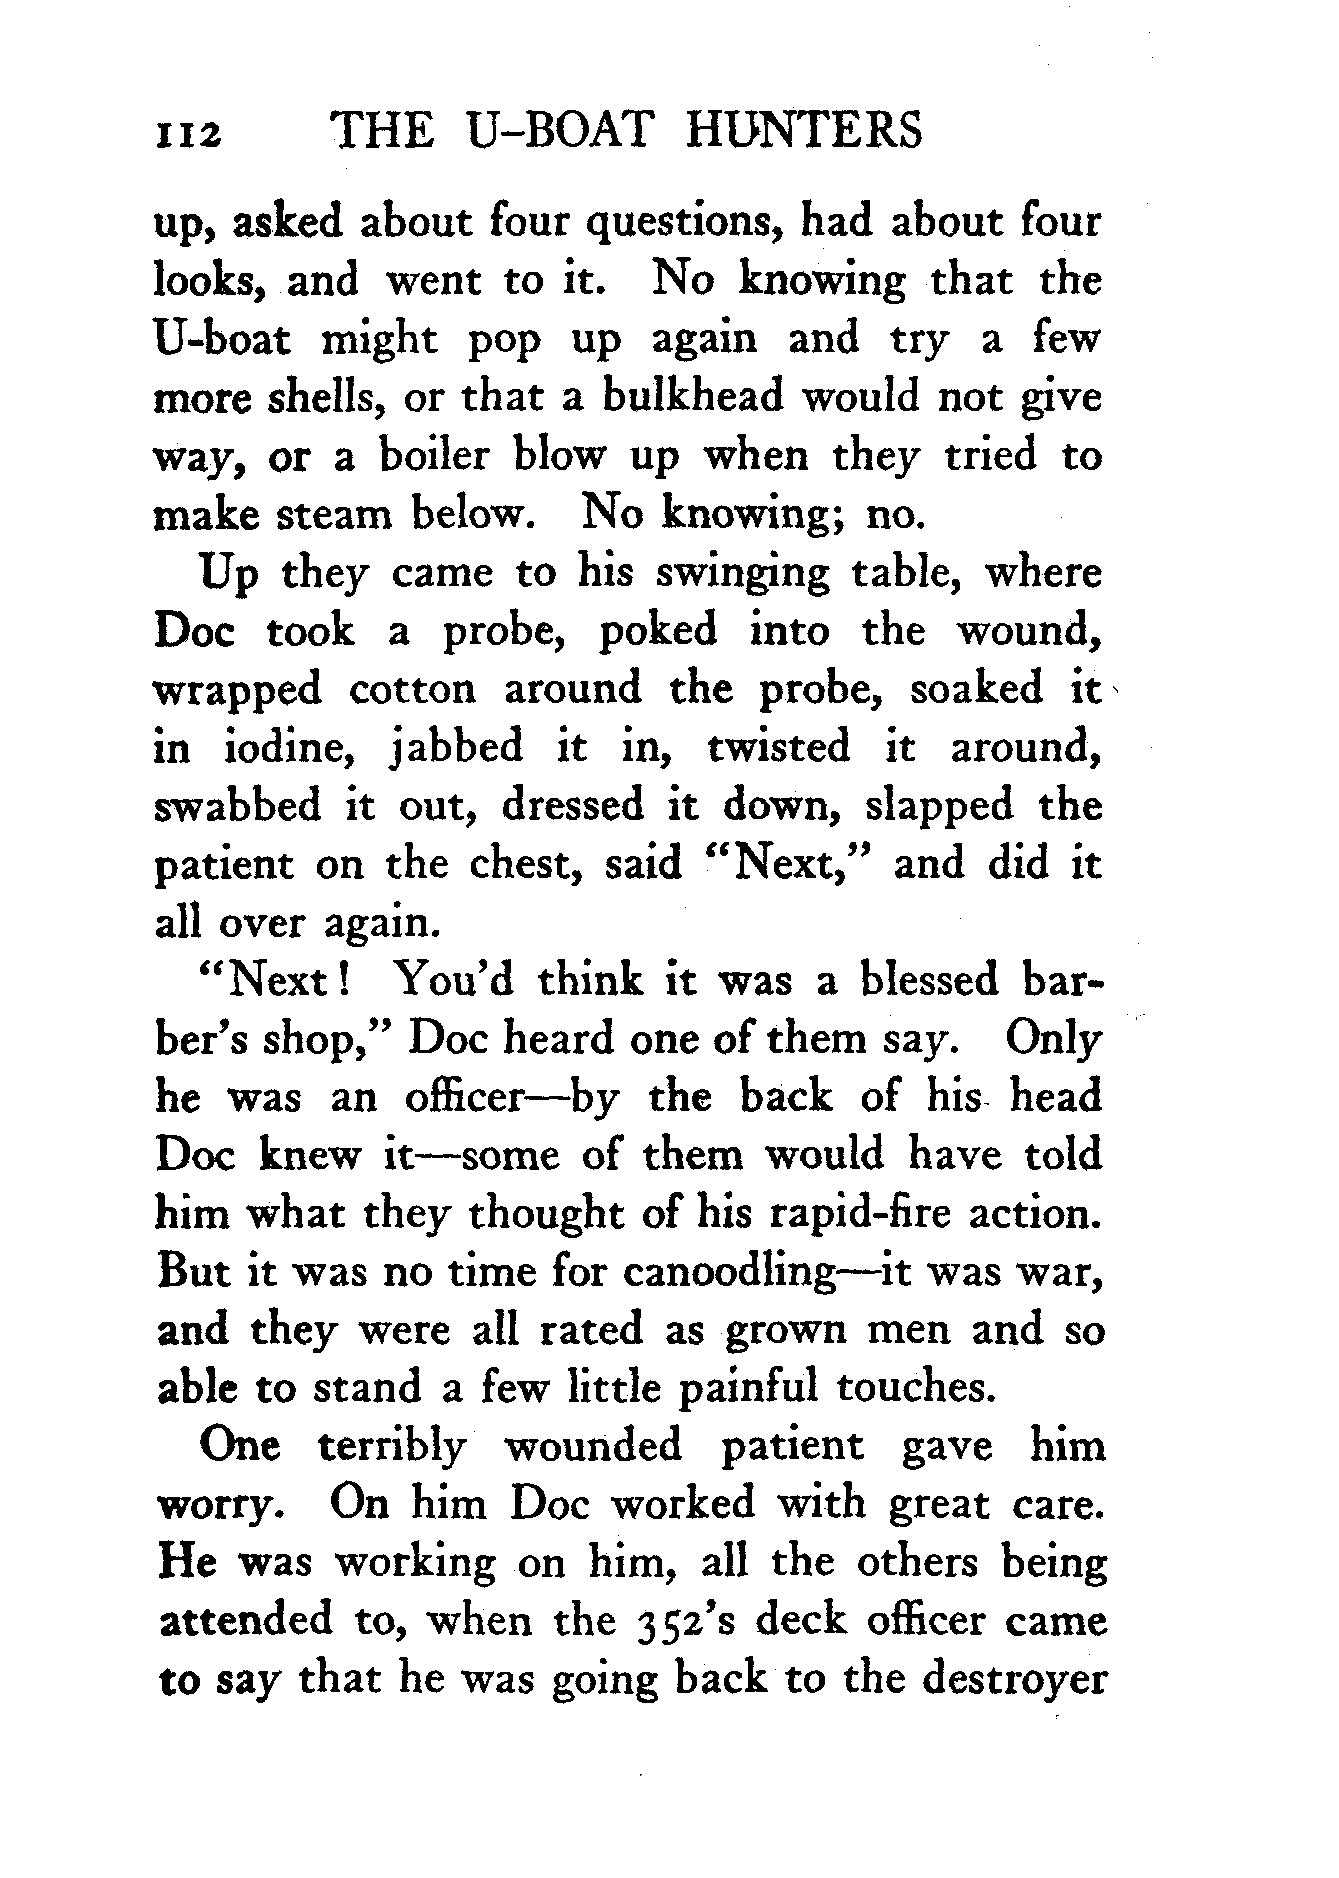 112 THE U-BOAT HUNTERS
up, asked about four questions, had about four
looks, and went to it. No knowing that the
U-boat might pop up again and try a few
more shells, or that a bulkhead would not give
way, or a boiler blow up when they tried to
make steam below. No knowing; no.
Up they came to his swinging table, where
Doc took a probe, poked into the wound,
wrapped cotton around the probe, soaked it
in iodine, jabbed it in, twisted it around,
swabbed it out, dressed it down, slapped the
patient on the chest, said “Next,” and did it
all over again.
“Next! You’d think it was a blessed bar-
ber’s shop,” Doc heard one of them say. Only
he was an officer—by the back of his head
Doc knew it—some of them would have told
him what they thought of his rapid-fire action.
But it was no time for canoodling—it was war,
and they were all rated as grown men and so
able to stand a few little painful touches.
One terribly wounded patient gave him
worry. On him Doc worked with great care.
He was working on him, all the others being
attended to, when the 352’s deck officer came
to say that he was going back to the destroyer